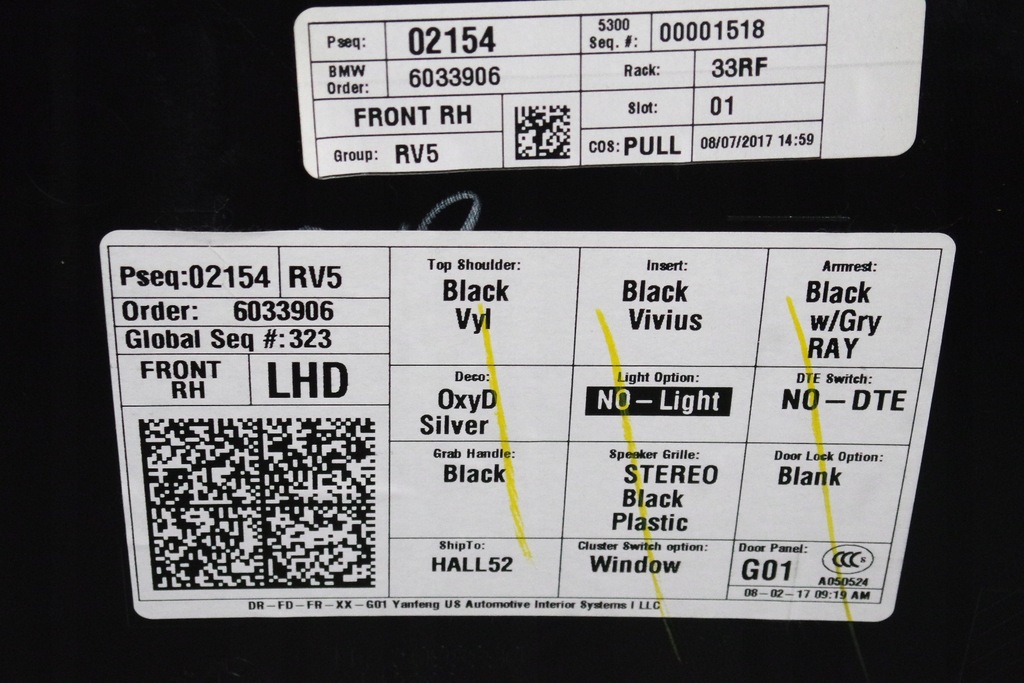 Pseq: 02154 5300 Seq. #: 00001518
BMW Order: 6033906 Rack: 33RF
FRONT RH Slot: 01
Group: RV5 COS: PULL 08/07/2017 14:59
Pseq:02154 RV5
Order: 6033906
Global Seq #:323
FRONT RH LHD
Top Shoulder:
Black
Vyl
Insert:
Black
Vivius
Armrest:
Black
w/Gry
RAY
Deco:
OxyD
Silver
Light Option:
NO-Light
DTE Switch:
NO-DTE
Grab Handle:
Black
Speaker Grille:
STEREO
Black
Plastic
Door Lock Option:
Blank
ShipTo:
HALL52
Cluster Switch option:
Window
Door Panel:
G01
CCC S
A050524
08-02-17 09:19 AM
DR-FD-FR-XX-G01 Yanfeng US Automotive Interior Systems I LLC